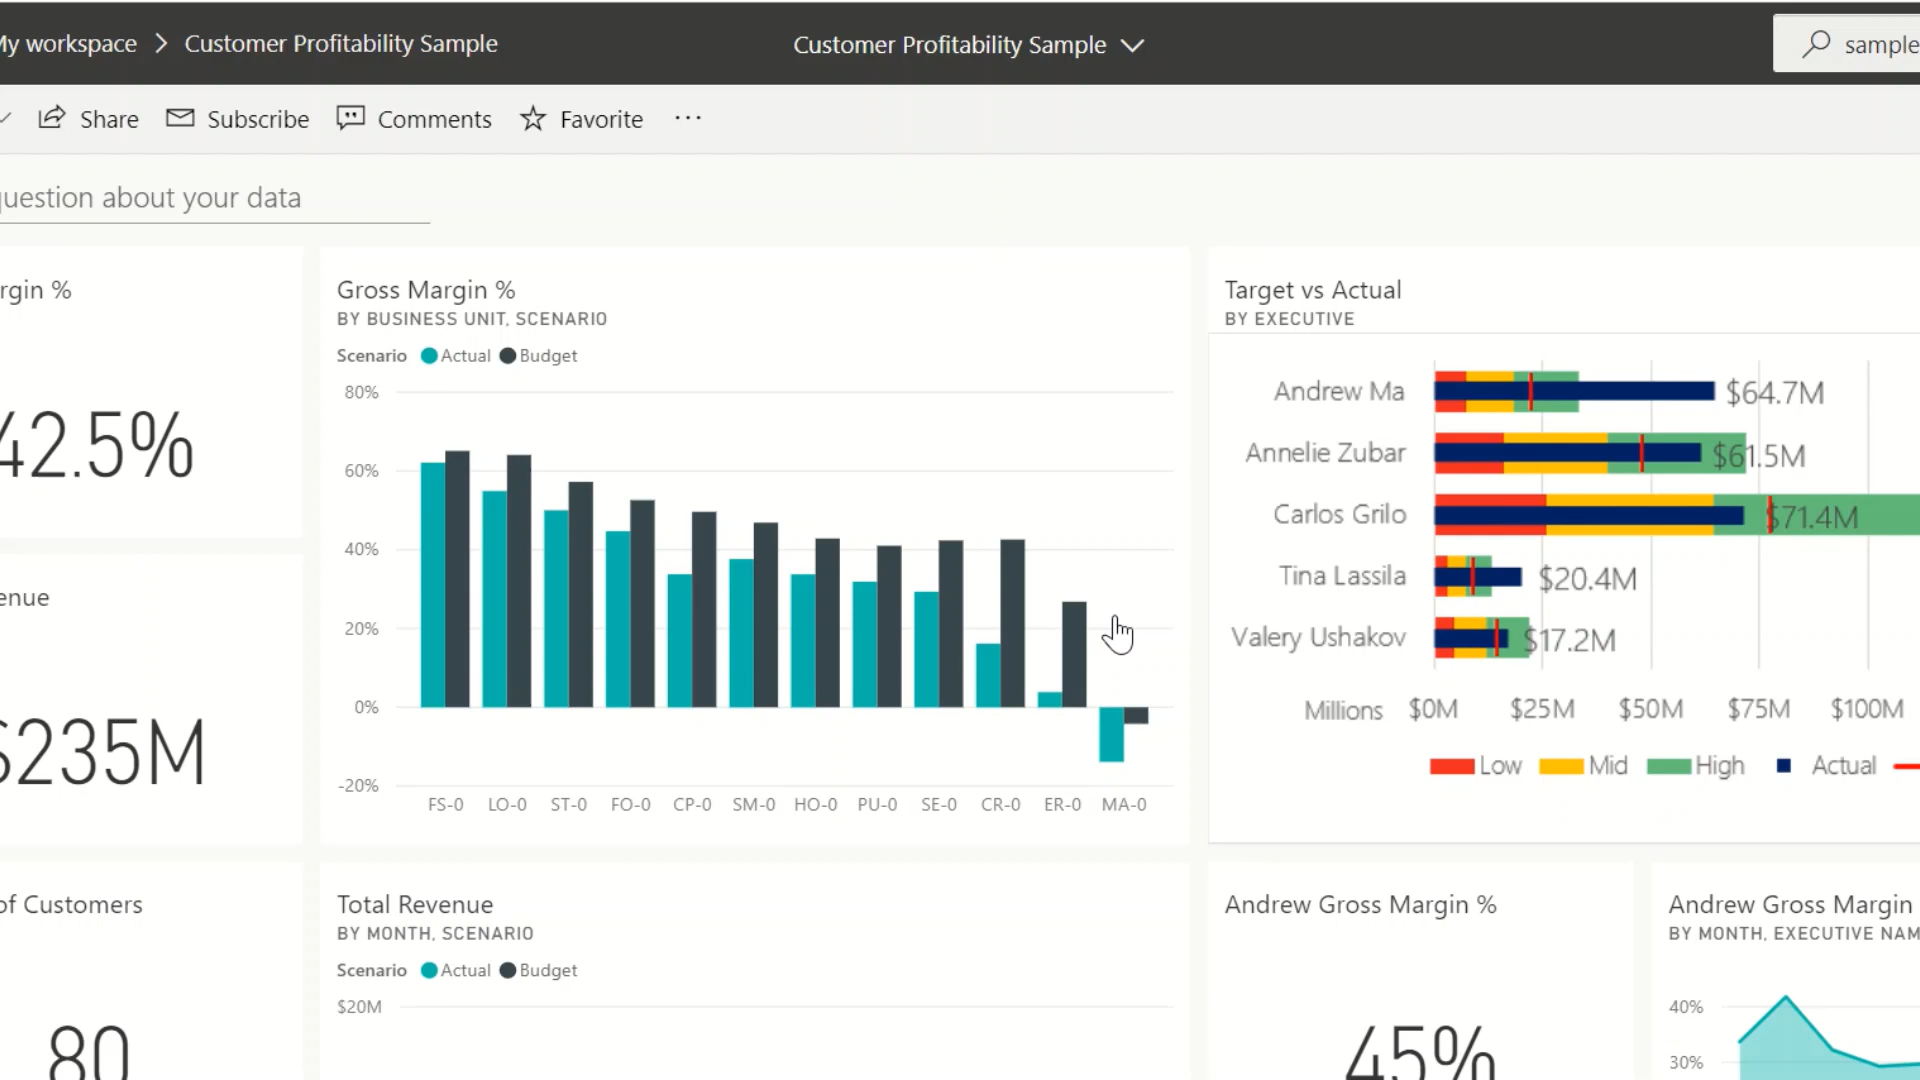 My workspace > Customer Profitability Sample
Customer Profitability Sample
sample
Share Subscribe Comments Favorite ...
question about your data
rgin %
42.5%
enue
$235M
of Customers
80
Gross Margin %
BY BUSINESS UNIT, SCENARIO
Scenario Actual Budget
80%
60%
40%
20%
0%
-20%
FS-0 LO-0 ST-0 FO-0 CP-0 SM-0 HO-0 PU-0 SE-0 CR-0 ER-0 MA-0
Target vs Actual
BY EXECUTIVE
Andrew Ma $64.7M
Annelie Zubar $61.5M
Carlos Grilo $71.4M
Tina Lassila $20.4M
Valery Ushakov $17.2M
Millions $0M $25M $50M $75M $100M
Low Mid High Actual
Total Revenue
BY MONTH, SCENARIO
Scenario Actual Budget
$20M
Andrew Gross Margin %
45%
Andrew Gross Margin
BY MONTH, EXECUTIVE NAM
40%
30%